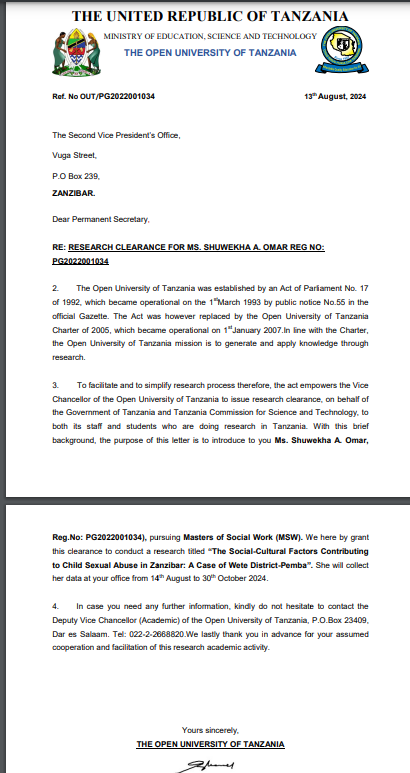 THE UNITED REPUBLIC OF TANZANIA
MINISTRY OF EDUCATION, SCIENCE AND TECHNOLOGY
THE OPEN UNIVERSITY OF TANZANIA
Ref. No OUT/PG2022001034 13th August, 2024
The Second Vice President's Office,
Vuga Street,
P.O Box 239,
ZANZIBAR.
Dear Permanent Secretary,
RE: RESEARCH CLEARANCE FOR MS. SHUWEKHA A. OMAR REG NO:
PG2022001034
2. The Open University of Tanzania was established by an Act of Parliament No. 17
of 1992, which became operational on the 1stMarch 1993 by public notice No.55 in the
official Gazette. The Act was however replaced by the Open University of Tanzania
Charter of 2005, which became operational on 1stJanuary 2007.In line with the Charter,
the Open University of Tanzania mission is to generate and apply knowledge through
research.
3. To facilitate and to simplify research process therefore, the act empowers the Vice
Chancellor of the Open University of Tanzania to issue research clearance, on behalf of
the Government of Tanzania and Tanzania Commission for Science and Technology, to
both its staff and students who are doing research in Tanzania. With this brief
background, the purpose of this letter is to introduce to you Ms. Shuwekha A. Omar,
Reg.No: PG2022001034), pursuing Masters of Social Work (MSW). We here by grant
this clearance to conduct a research titled “The Social-Cultural Factors Contributing
to Child Sexual Abuse in Zanzibar: A Case of Wete District-Pemba”. She will collect
her data at your office from 14th August to 30th October 2024.
4. In case you need any further information, kindly do not hesitate to contact the
Deputy Vice Chancellor (Academic) of the Open University of Tanzania, P.O.Box 23409,
Dar es Salaam. Tel: 022-2-2668820.We lastly thank you in advance for your assumed
cooperation and facilitation of this research academic activity.
Yours sincerely,
THE OPEN UNIVERSITY OF TANZANIA